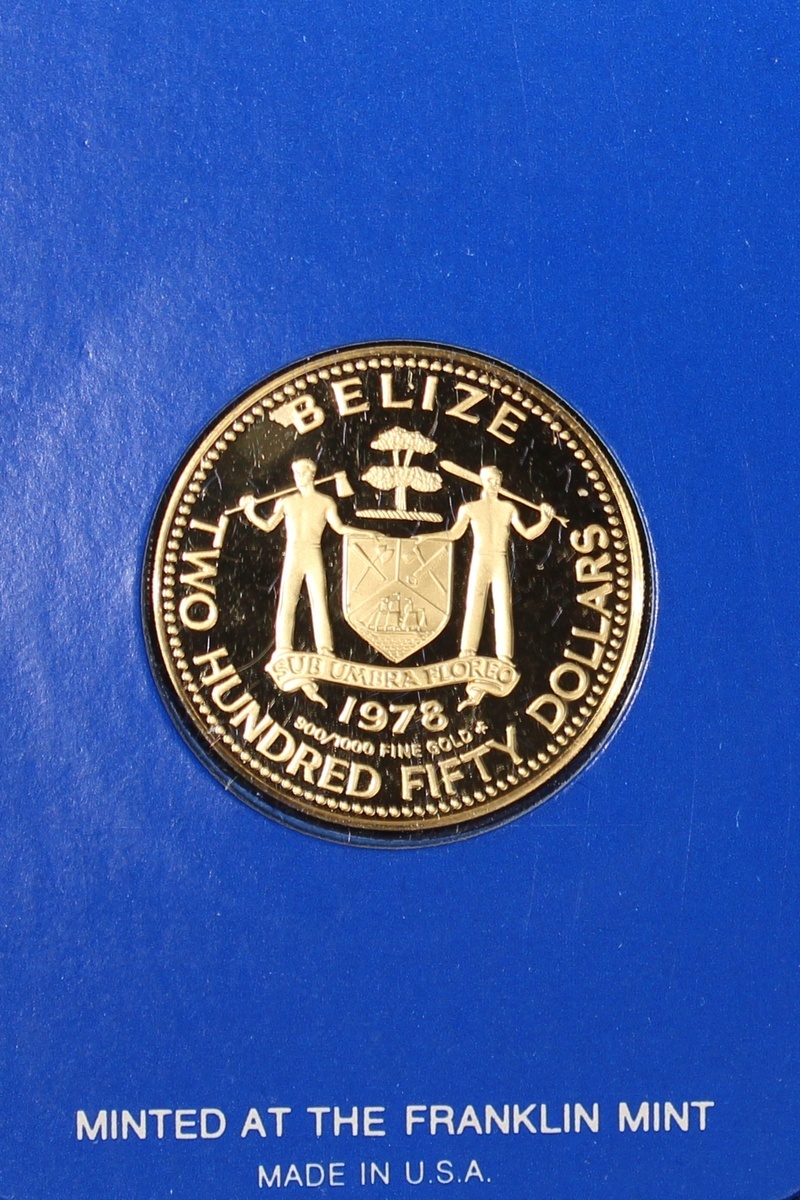 BELIZE
TWO HUNDRED FIFTY DOLLARS
SUB UMBRA FLOREO
1978
900/1000 FINE GOLD
MINTED AT THE FRANKLIN MINT
MADE IN U.S.A.